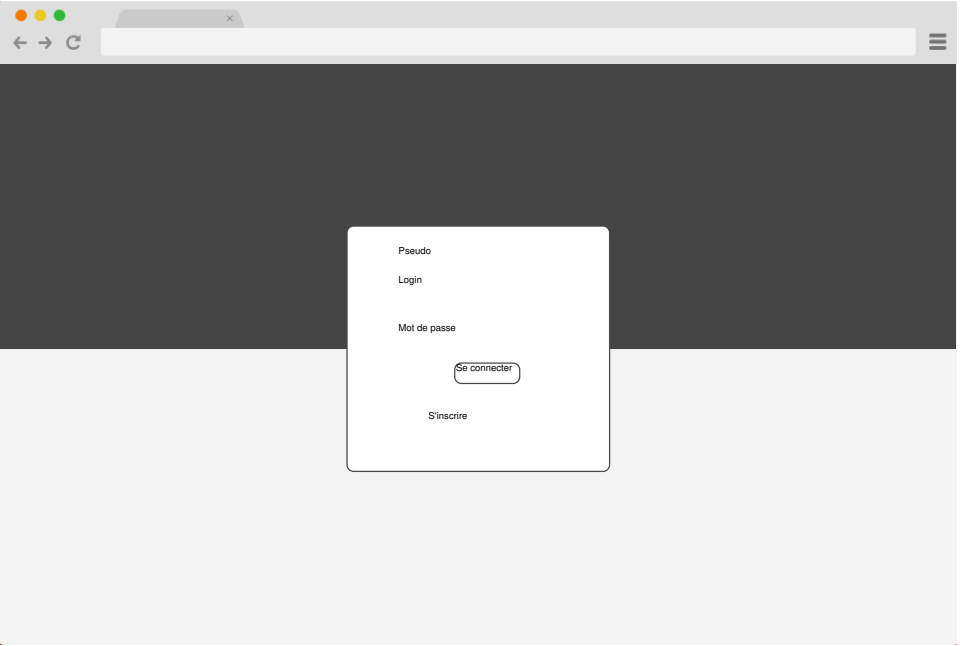 Pseudo
Login
Mot de passe
Se connecter
S'inscrire